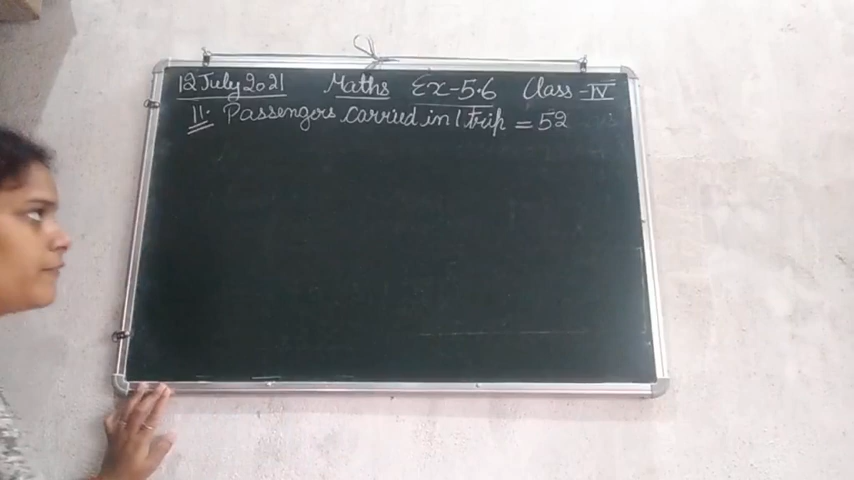 12 July 2021 Maths Ex-5.6 Class-IV
11. Passengers carried in 1 trip = 52